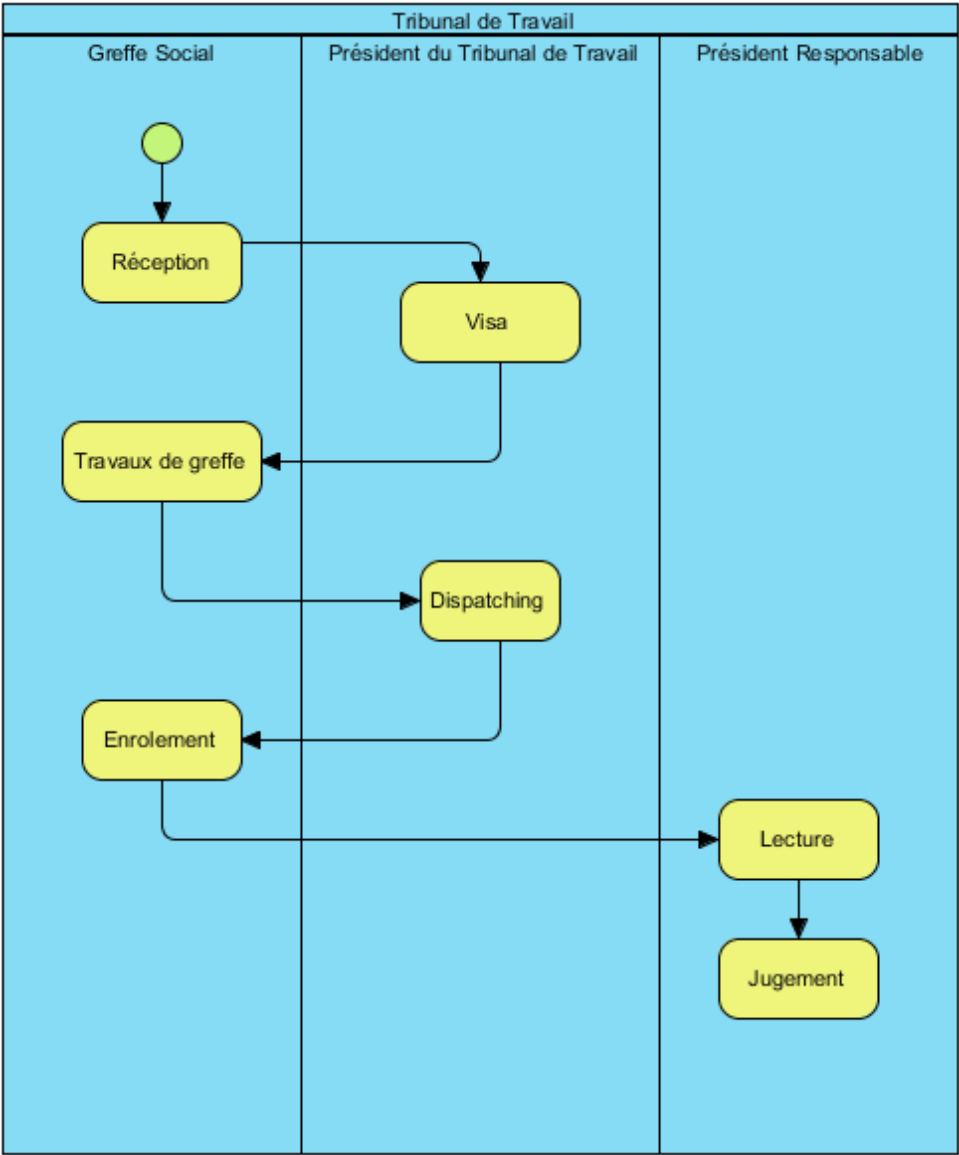 Tribunal de Travail
Greffe Social
Président du Tribunal de Travail
Président Responsable
Réception
Visa
Travaux de greffe
Dispatching
Enrolement
Lecture
Jugement